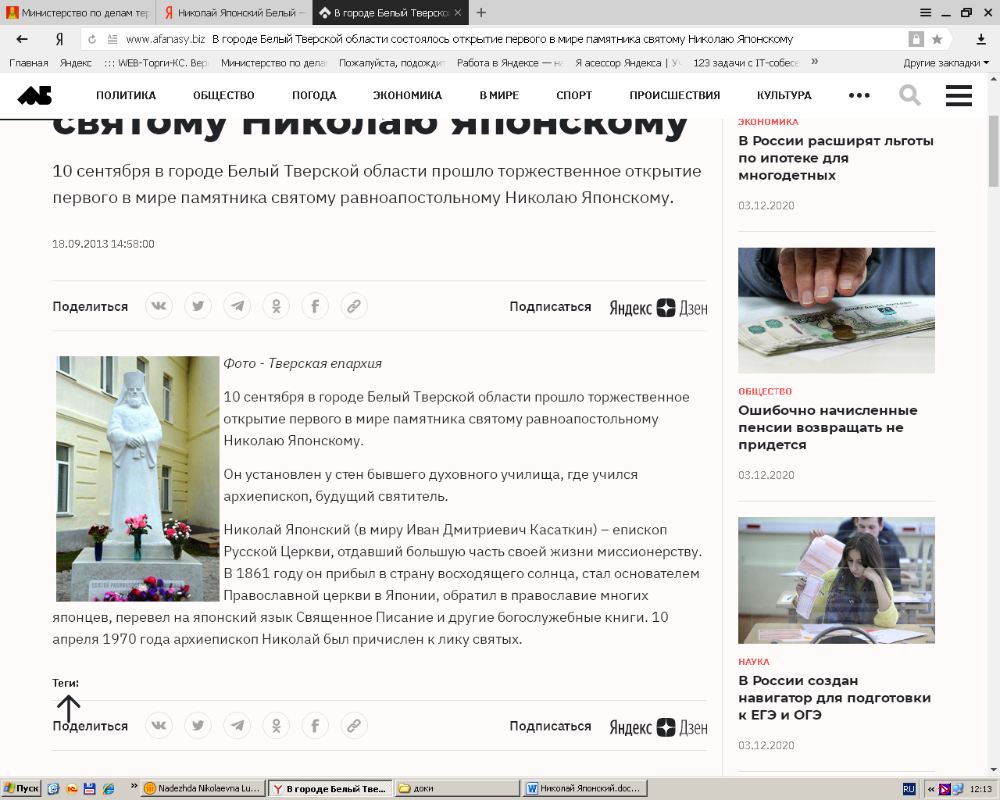 Министерство по делам тер
Николай Японский Белый —
В городе Белый Тверско
www.afanasy.biz В городе Белый Тверской области состоялось открытие первого в мире памятника святому Николаю Японскому
Главная Яндекс ::: WEB-Торги-КС. Вер Министерство по дела Пожалуйста, подождит Работа в Яндексе — на Я асессор Яндекса | 123 задачи с IT-собесе » Другие закладки
ПОЛИТИКА ОБЩЕСТВО ПОГОДА ЭКОНОМИКА В МИРЕ СПОРТ ПРОИСШЕСТВИЯ КУЛЬТУРА
святому Николаю Японскому
10 сентября в городе Белый Тверской области прошло торжественное открытие
первого в мире памятника святому равноапостольному Николаю Японскому.
18.09.2013 14:58:00
Поделиться Подписаться Яндекс Дзен
Фото - Тверская епархия
10 сентября в городе Белый Тверской области прошло торжественное
открытие первого в мире памятника святому равноапостольному
Николаю Японскому.
Он установлен у стен бывшего духовного училища, где учился
архиепископ, будущий святитель.
Николай Японский (в миру Иван Дмитриевич Касаткин) – епископ
Русской Церкви, отдавший большую часть своей жизни миссионерству.
В 1861 году он прибыл в страну восходящего солнца, стал основателем
Православной церкви в Японии, обратил в православие многих
японцев, перевел на японский язык Священное Писание и другие богослужебные книги. 10
апреля 1970 года архиепископ Николай был причислен к лику святых.
Теги:
Поделиться Подписаться Яндекс Дзен
ЭКОНОМИКА
В России расширят льготы
по ипотеке для
многодетных
03.12.2020
ОБЩЕСТВО
Ошибочно начисленные
пенсии возвращать не
придется
03.12.2020
НАУКА
В России создан
навигатор для подготовки
к ЕГЭ и ОГЭ
03.12.2020
Пуск » Nadezhda Nikolaevna Lu... В городе Белый Тве... доки Николай Японский.doc... RU « 12:13